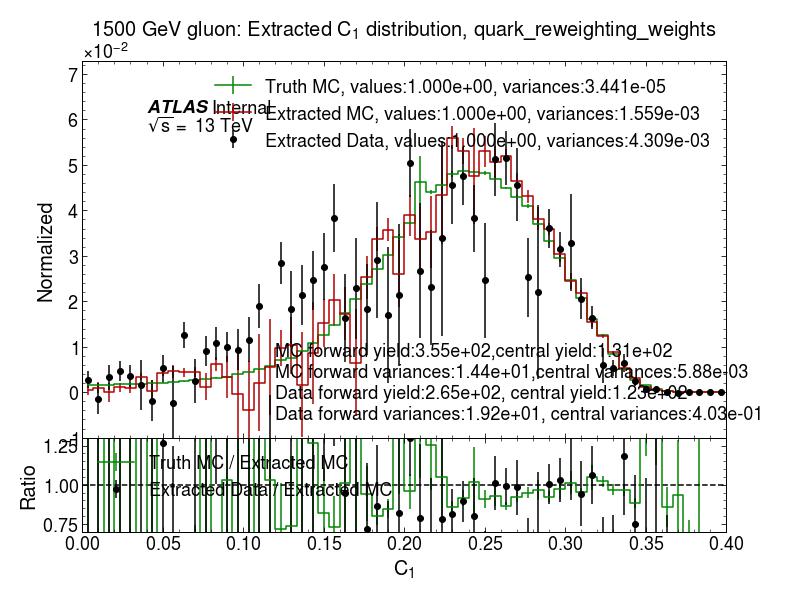 1500 GeV gluon: Extracted C1 distribution, quark_reweighting_weights
×10−2
Truth MC, values:1.000e+00, variances:3.441e-05
ATLAS Internal
Extracted MC, values:1.000e+00, variances:1.559e-03
√s = 13 TeV
Extracted Data, values:1.000e+00, variances:4.309e-03
7
6
5
4
3
2
1
0
Normalized
MC forward yield:3.55e+02,central yield:1.31e+02
MC forward variances:1.44e+01,central variances:5.88e-03
Data forward yield:2.65e+02, central yield:1.23e+02
Data forward variances:1.92e+01, central variances:4.03e-01
1.25
1.00
0.75
Ratio
Truth MC / Extracted MC
Extracted Data / Extracted MC
0.00 0.05 0.10 0.15 0.20 0.25 0.30 0.35 0.40
C1